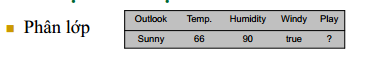 Phân lớp
Outlook Temp. Humidity Windy Play
Sunny 66 90 true ?